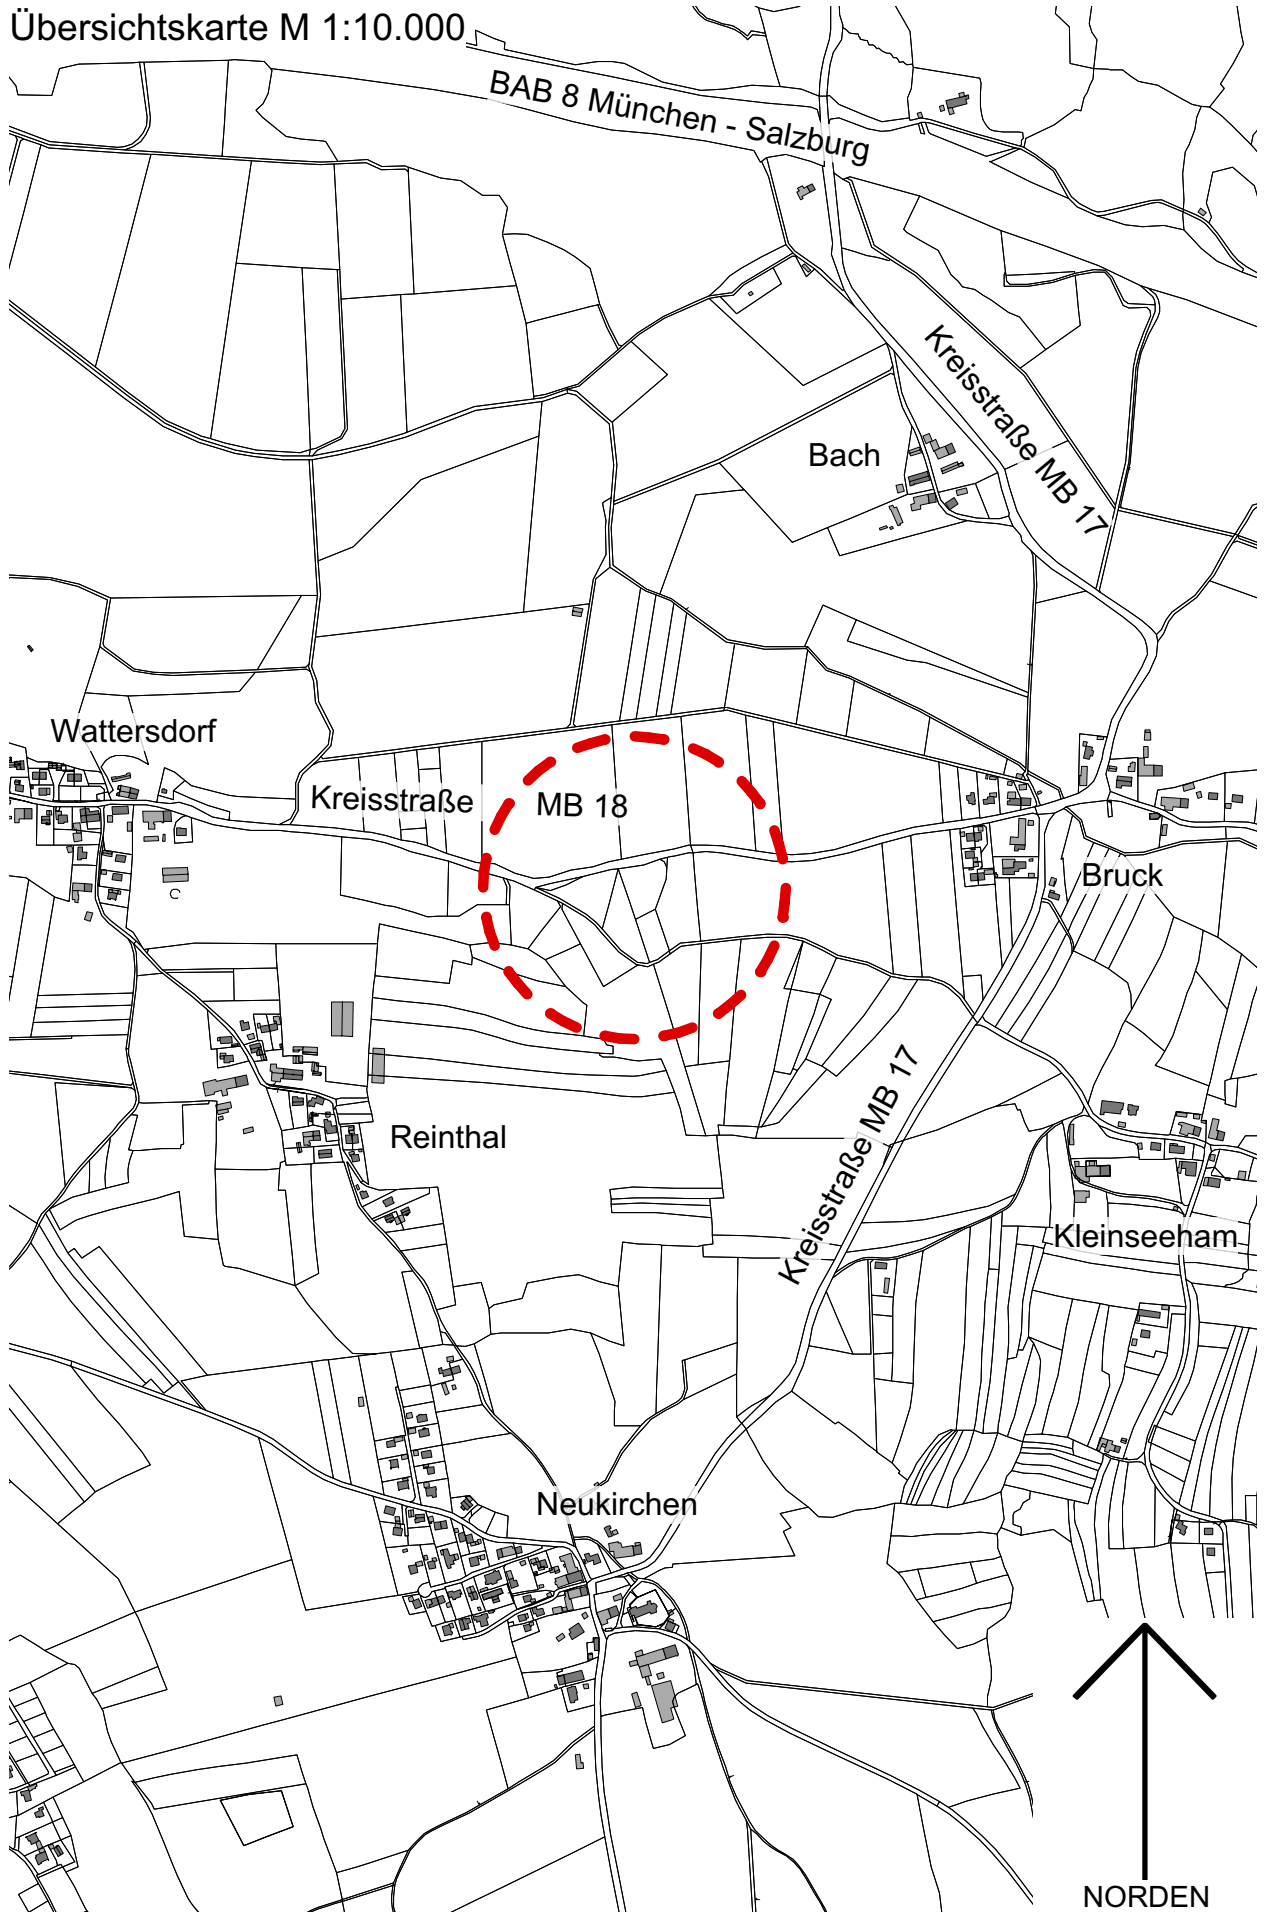 Übersichtskarte M 1:10.000
BAB 8 München - Salzburg
Kreisstraße MB 17
Bach
Wattersdorf
Kreisstraße MB 18
Bruck
Kreisstraße MB 17
Reinthal
Kleinseeham
Neukirchen
NORDEN